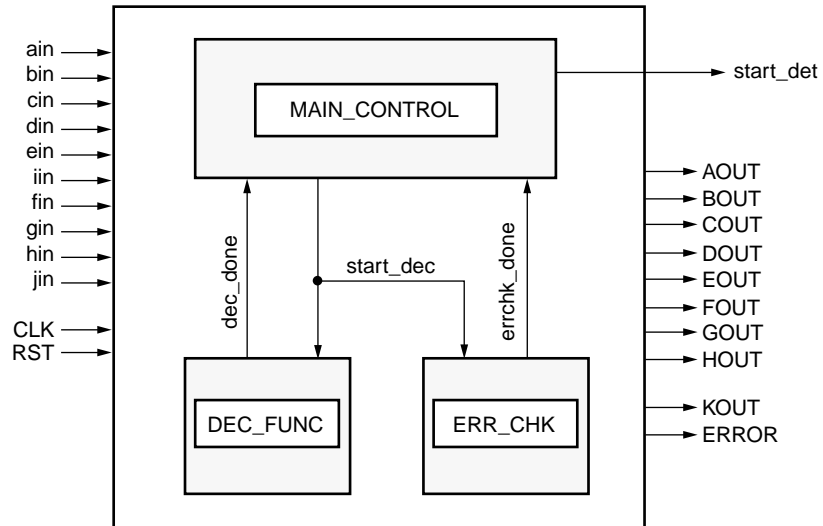 ain
bin
cin
din
ein
iin
fin
gin
hin
jin
CLK
RST
MAIN_CONTROL
dec_done
start_dec
errchk_done
DEC_FUNC
ERR_CHK
start_det
AOUT
BOUT
COUT
DOUT
EOUT
FOUT
GOUT
HOUT
KOUT
ERROR